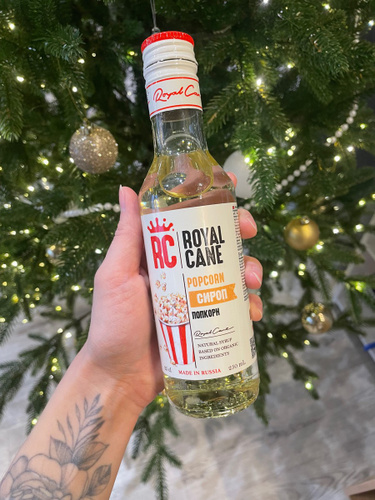 Royal Cane
RC
ROYAL
CANE
POPCORN
СИРОП
ПОПКОРН
Royal Cane
NATURAL SYRUP
BASED ON ORGANIC
INGREDIENTS
MADE IN RUSSIA
250 mL